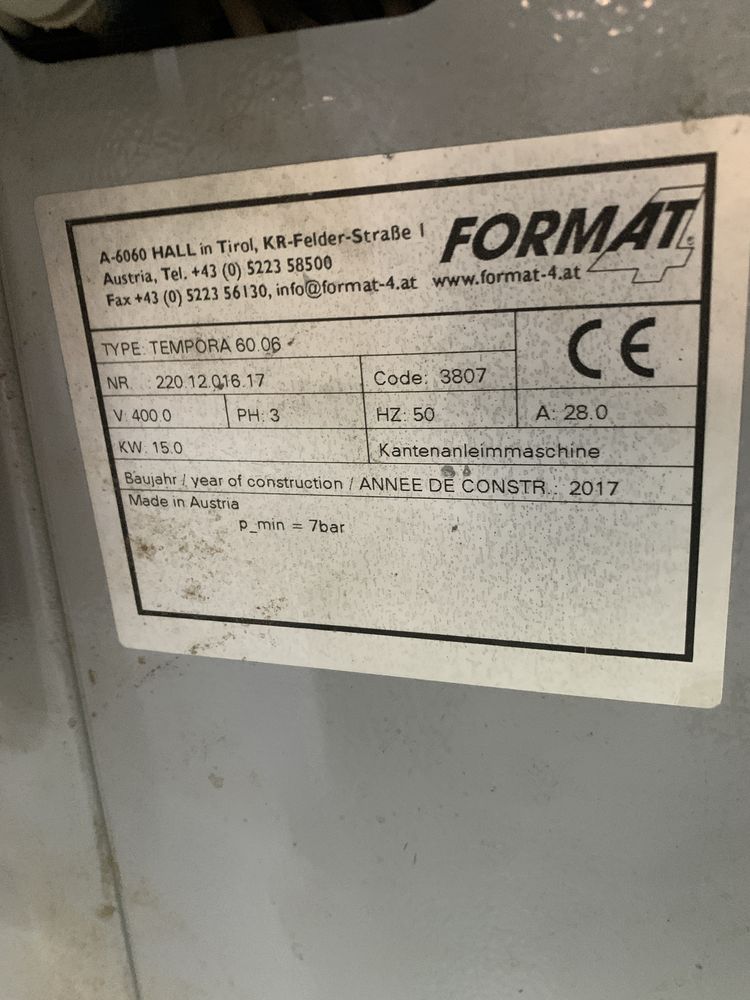 A-6060 HALL in Tirol, KR-Felder-Straße 1
Austria, Tel. +43 (0) 5223 58500
Fax +43 (0) 5223 56130, info@format-4.at www.format-4.at
FORMAT 4
TYPE: TEMPORA 60.06
CE
NR. : 220.12.016.17 Code: 3807
V: 400.0 PH: 3 HZ: 50 A: 28.0
KW: 15.0 Kantenanleimmaschine
Baujahr / year of construction / ANNEE DE CONSTR.: 2017
Made in Austria
p_min = 7bar